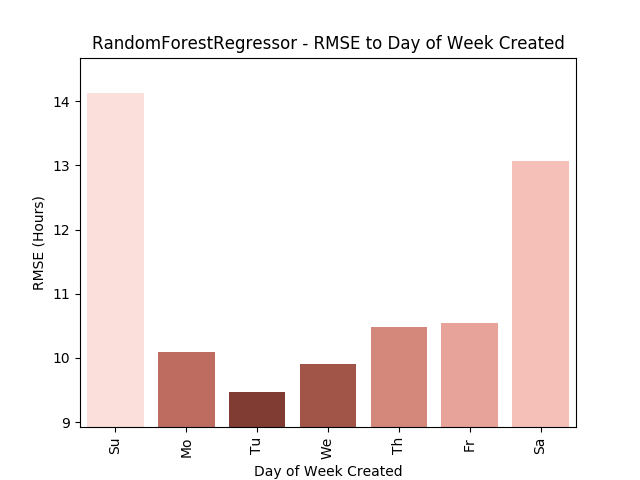 RandomForestRegressor - RMSE to Day of Week Created
14
13
12
11
10
9
RMSE (Hours)
Su
Mo
Tu
We
Th
Fr
Sa
Day of Week Created